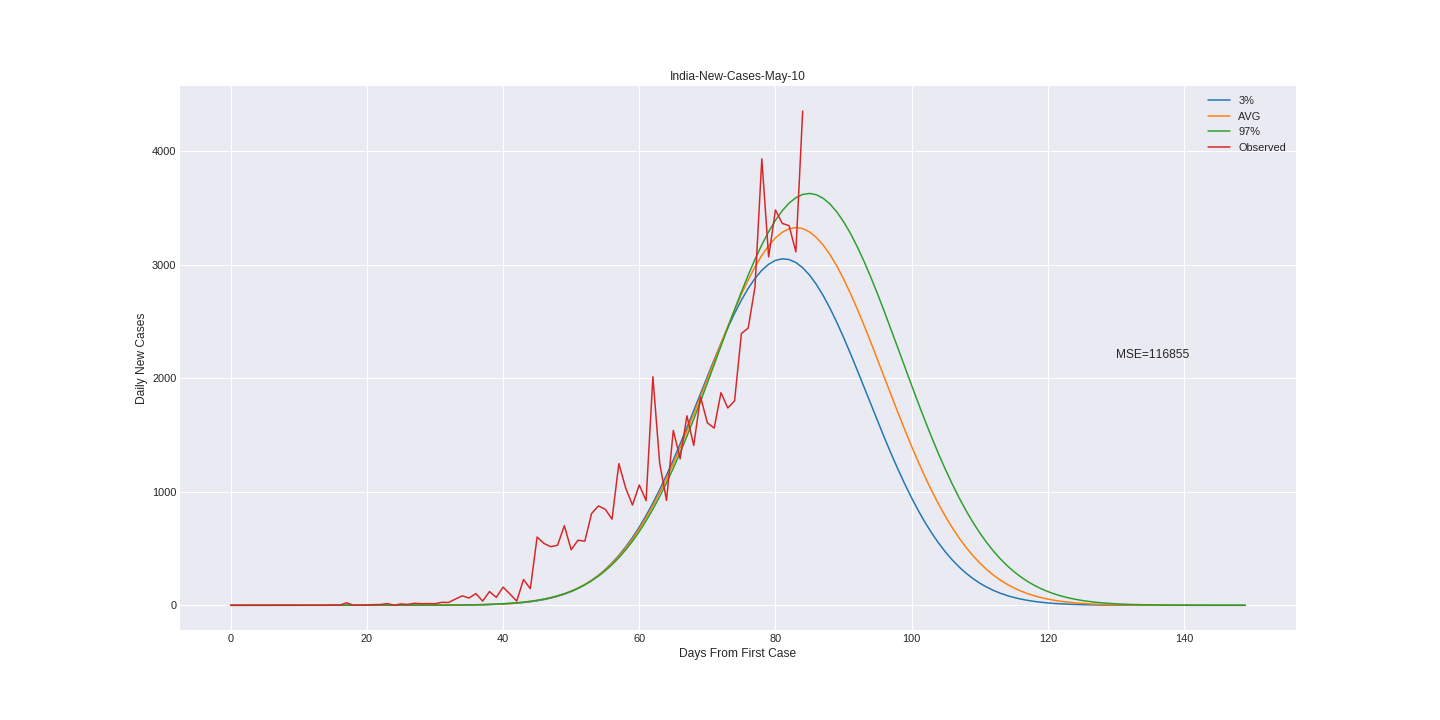 India-New-Cases-May-10
3%
AVG
97%
Observed
4000
3000
2000
1000
0
Daily New Cases
MSE=116855
0 20 40 60 80 100 120 140
Days From First Case